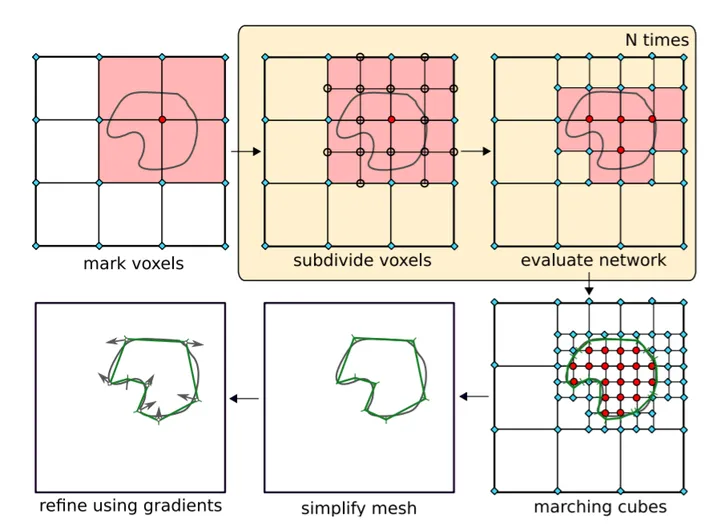 N times
mark voxels
subdivide voxels
evaluate network
refine using gradients
simplify mesh
marching cubes